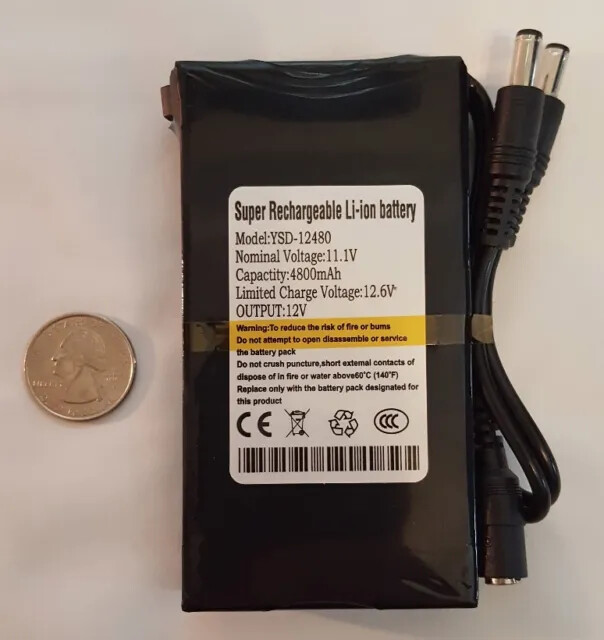 Super Rechargeable Li-ion battery
Model:YSD-12480
Nominal Voltage:11.1V
Capacity:4800mAh
Limited Charge Voltage:12.6V
OUTPUT:12V
Warning:To reduce the risk of fire or burns
Do not attempt to open disassemble or service
the battery pack
Do not crush puncture,short external contacts of
dispose of in fire or water above60°C (140°F)
Replace only with the battery pack designated for
this product
CE
CCC